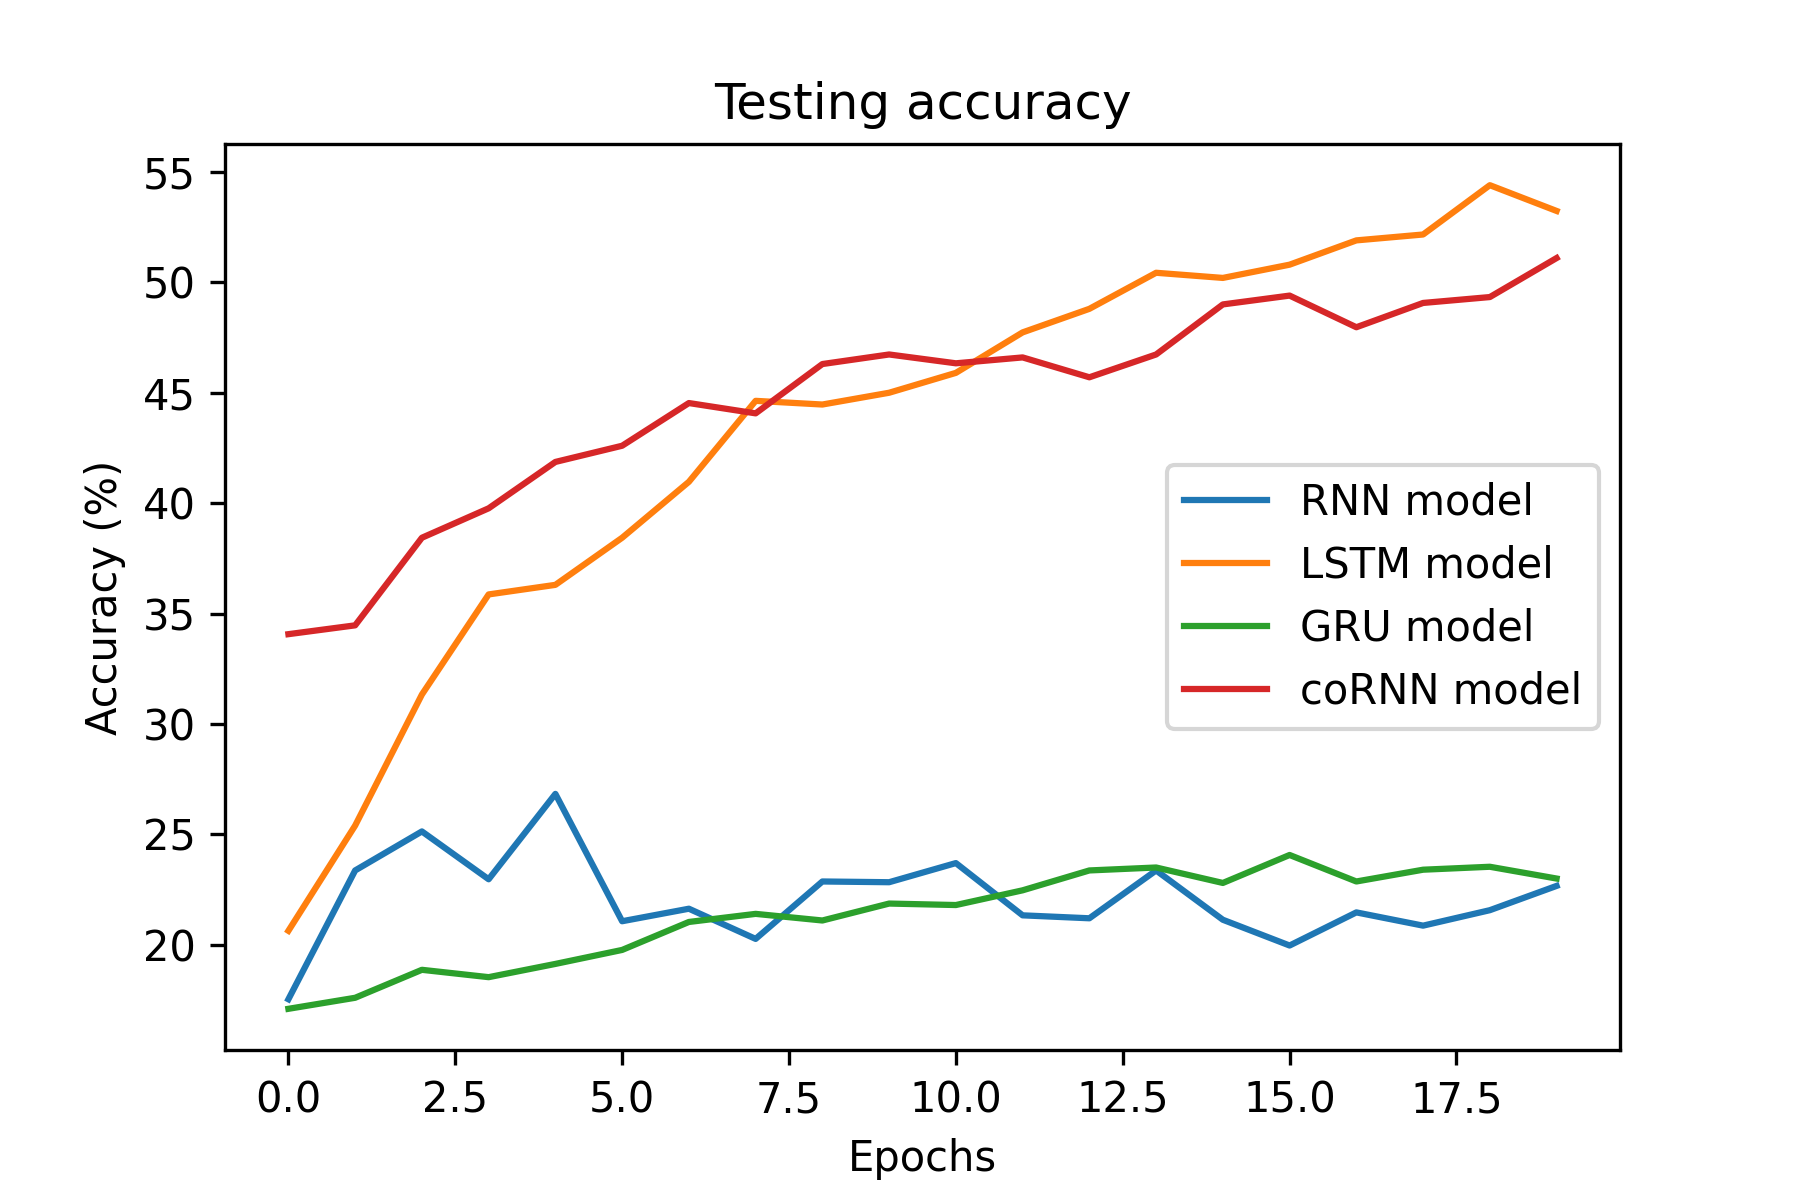 Testing accuracy
55
50
45
40
35
30
25
20
Accuracy (%)
RNN model
LSTM model
GRU model
coRNN model
0.0 2.5 5.0 7.5 10.0 12.5 15.0 17.5
Epochs